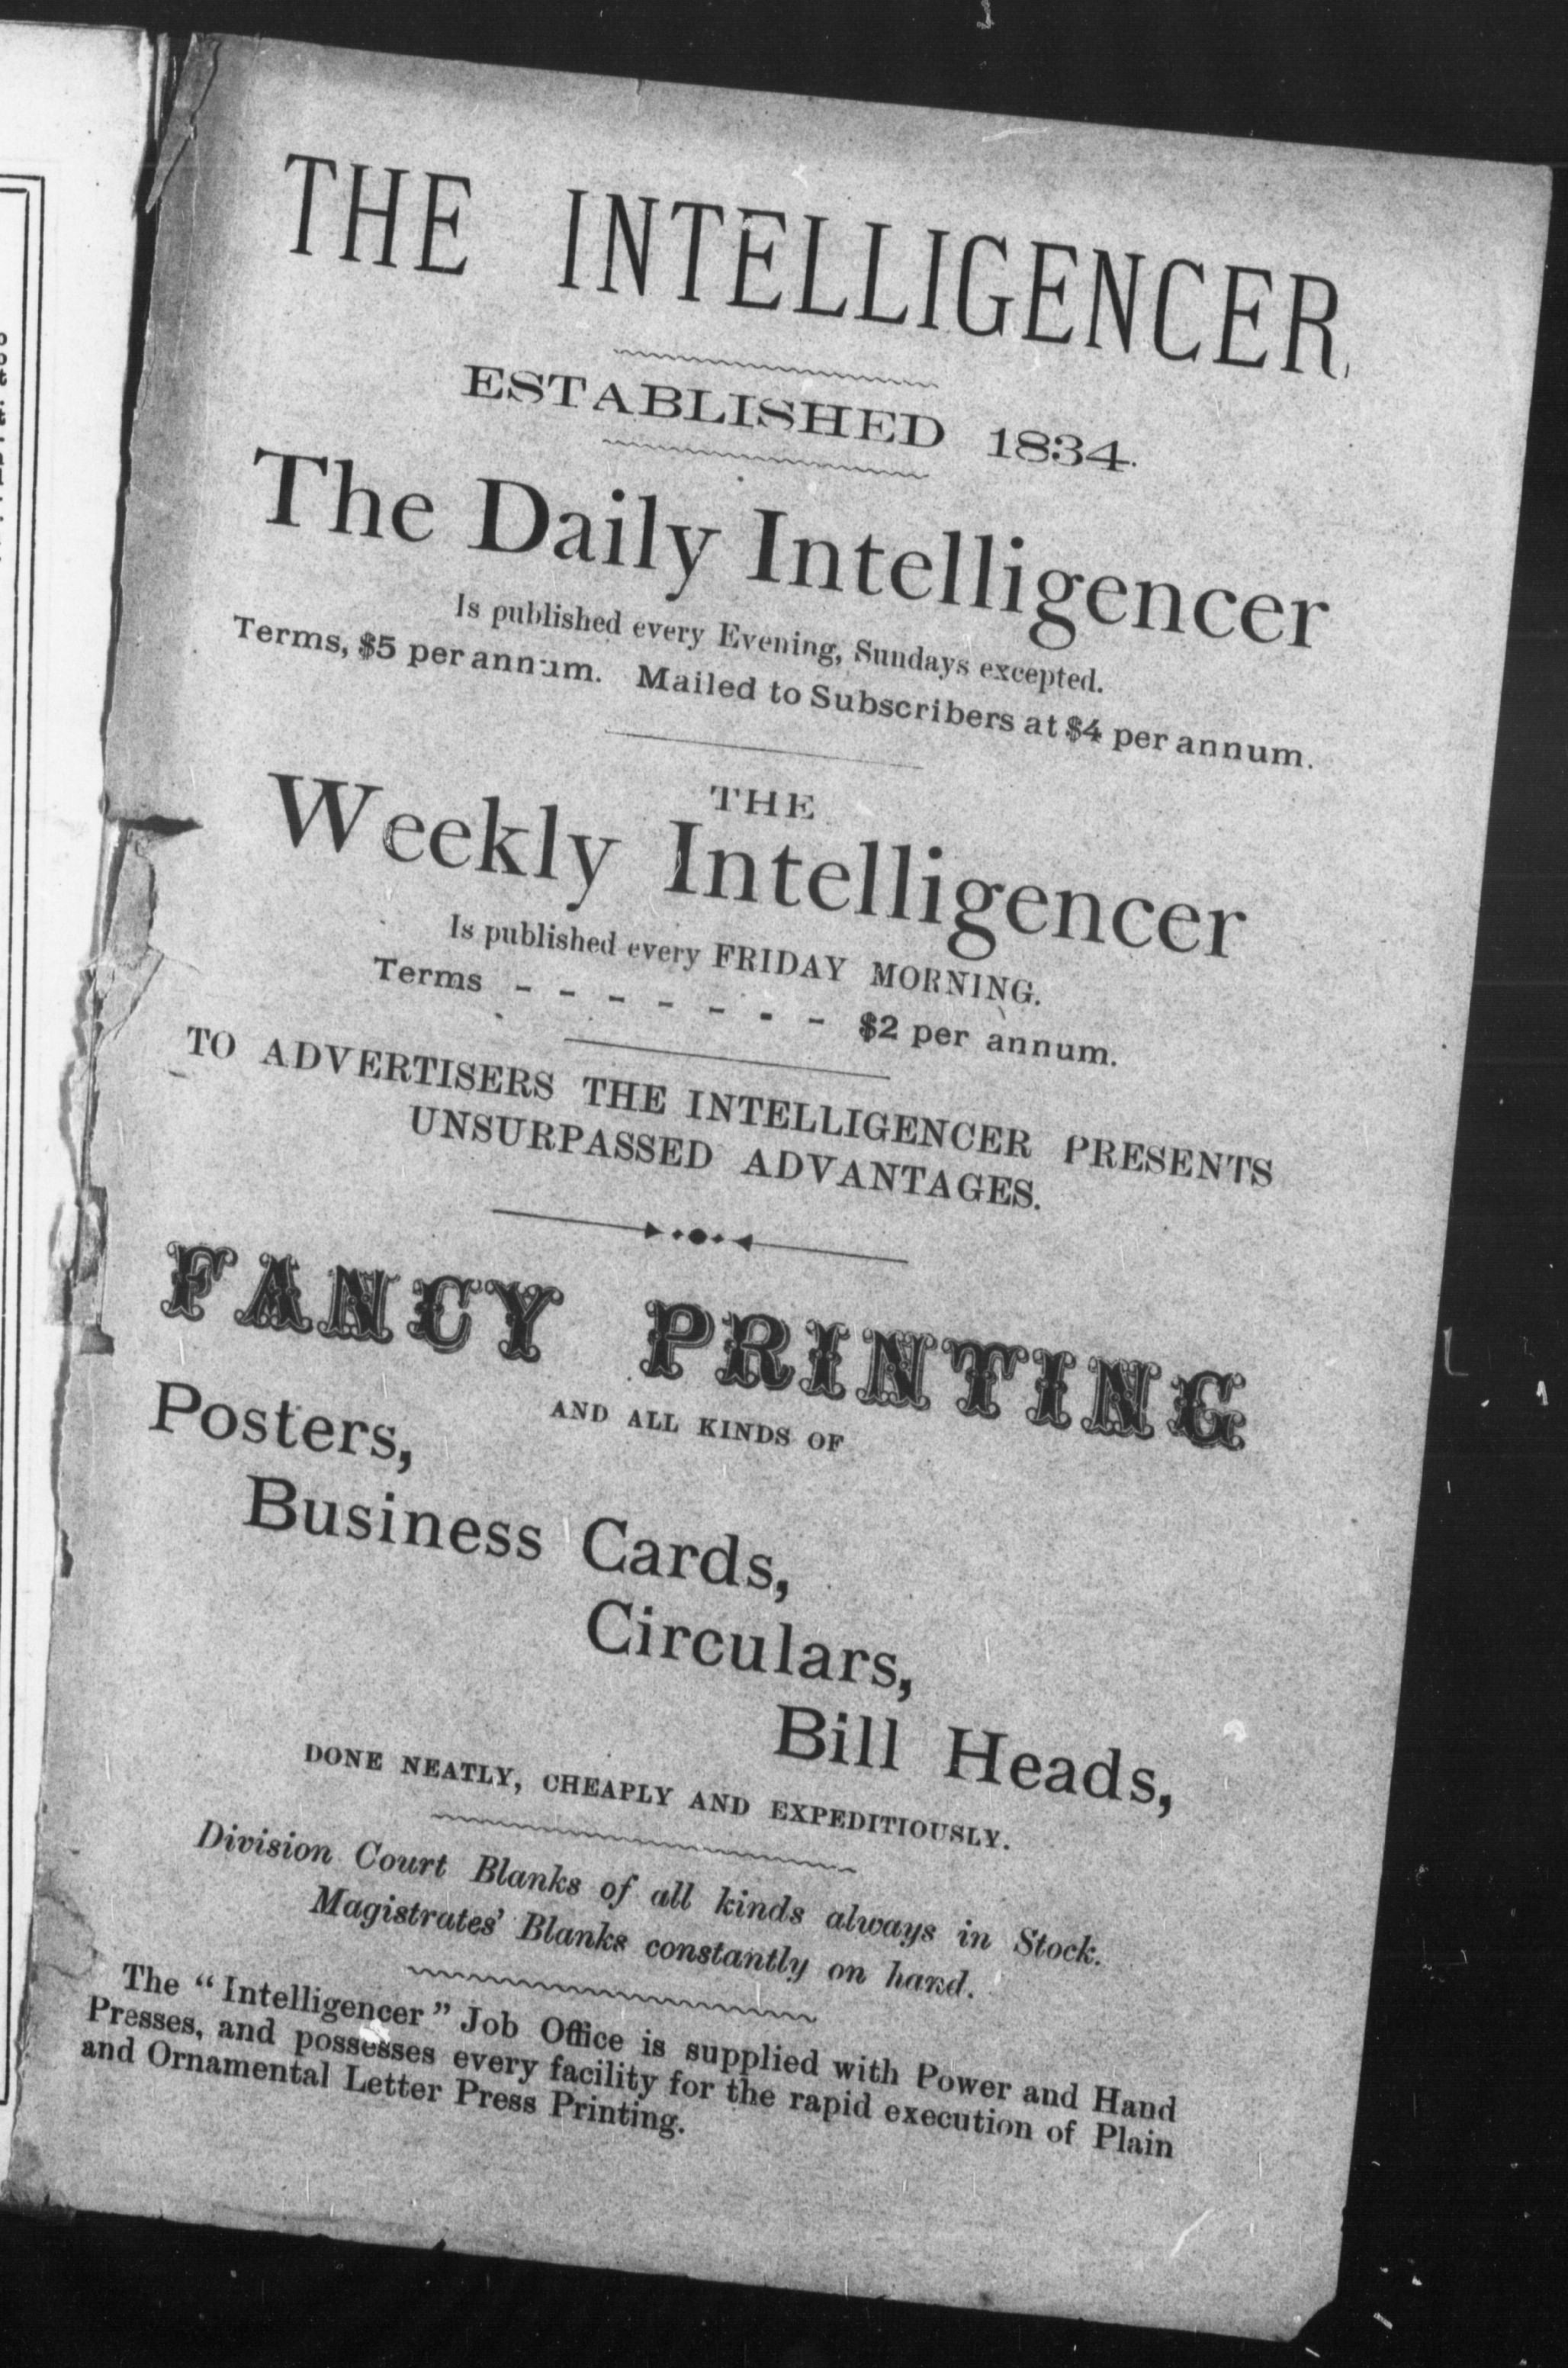 THE INTELLIGENCER,
ESTABLISHED 1834.
The Daily Intelligencer
Is published every Evening, Sundays excepted.
Terms, $5 per annum. Mailed to Subscribers at $4 per annum.
THE
Weekly Intelligencer
Is published every FRIDAY MORNING.
Terms - - - - - - - $2 per annum.
TO ADVERTISERS THE INTELLIGENCER PRESENTS
UNSURPASSED ADVANTAGES.
FANCY PRINTING
AND ALL KINDS OF
Posters,
Business Cards,
Circulars,
Bill Heads,
DONE NEATLY, CHEAPLY AND EXPEDITIOUSLY.
Division Court Blanks of all kinds always in Stock.
Magistrates' Blanks constantly on hand.
The "Intelligencer" Job Office is supplied with Power and Hand
Presses, and possesses every facility for the rapid execution of Plain
and Ornamental Letter Press Printing.